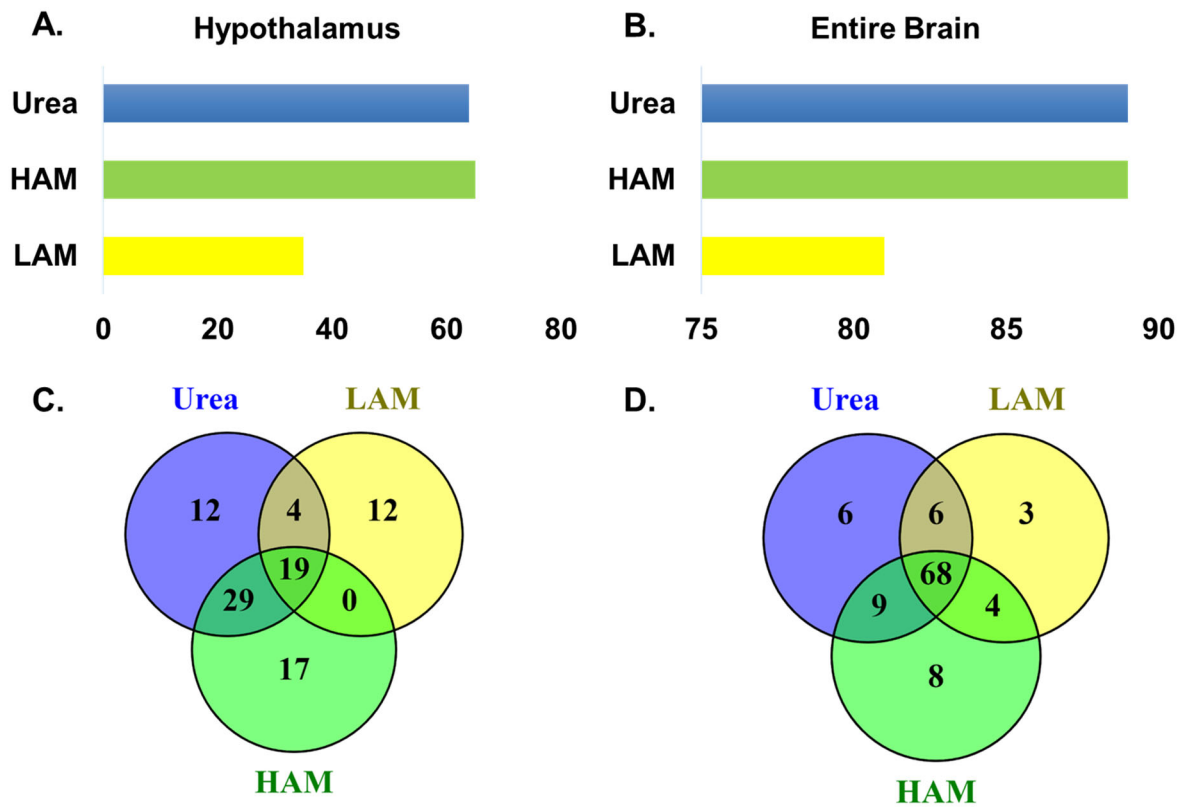 A. Hypothalamus
Urea
HAM
LAM
0 20 40 60 80
B. Entire Brain
Urea
HAM
LAM
75 80 85 90
C. Urea LAM
12 4 12
19
29 0
17
HAM
D. Urea LAM
6 6 3
68
9 4
8
HAM